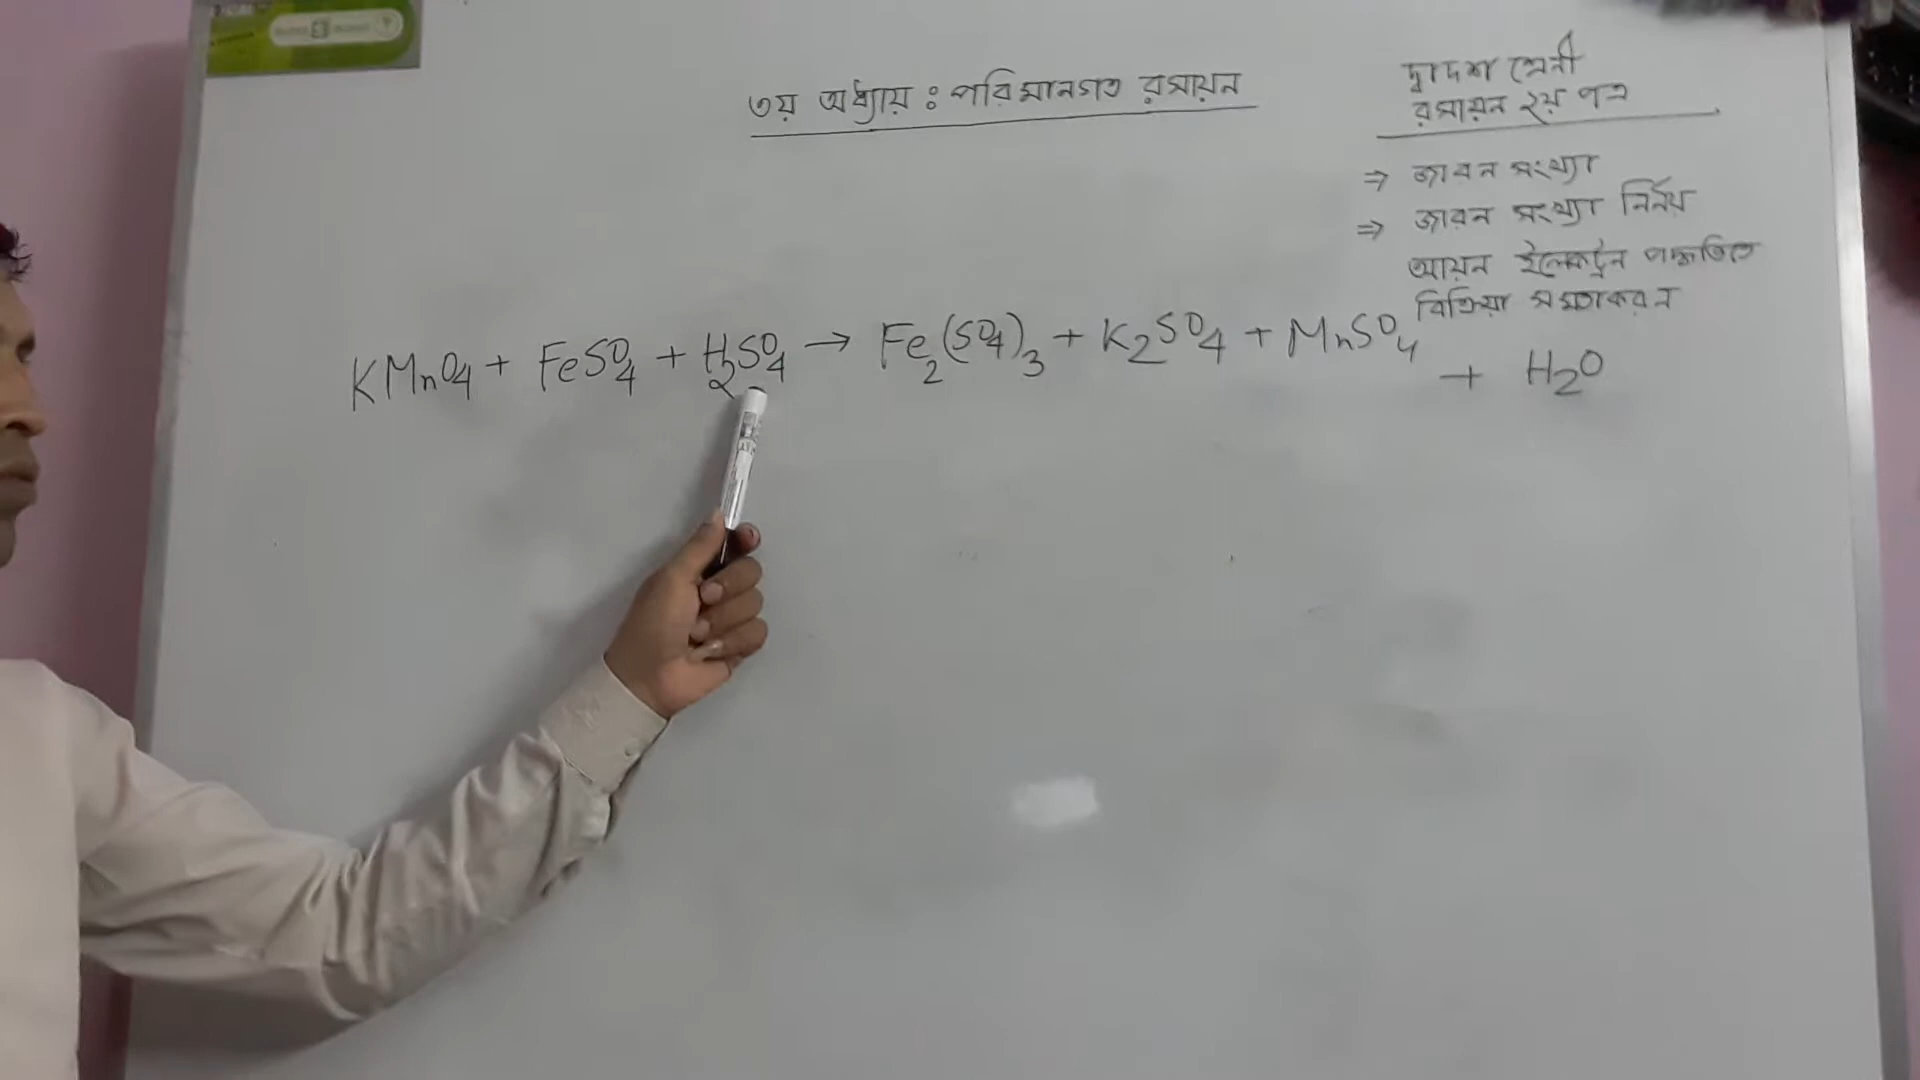 ৩য় অধ্যায় : পরিমানগত রসায়ন
দ্বাদশ শ্রেনী
রসায়ন ২য় পত্র
⇒ জারন সংখ্যা
⇒ জারন সংখ্যা নির্নয়
আয়ন ইলেকট্রন পদ্ধতিতে
বিক্রিয়া সমতাকরন
KMnO4 + FeSO4 + H2SO4 → Fe2(SO4)3 + K2SO4 + MnSO4
+ H2O